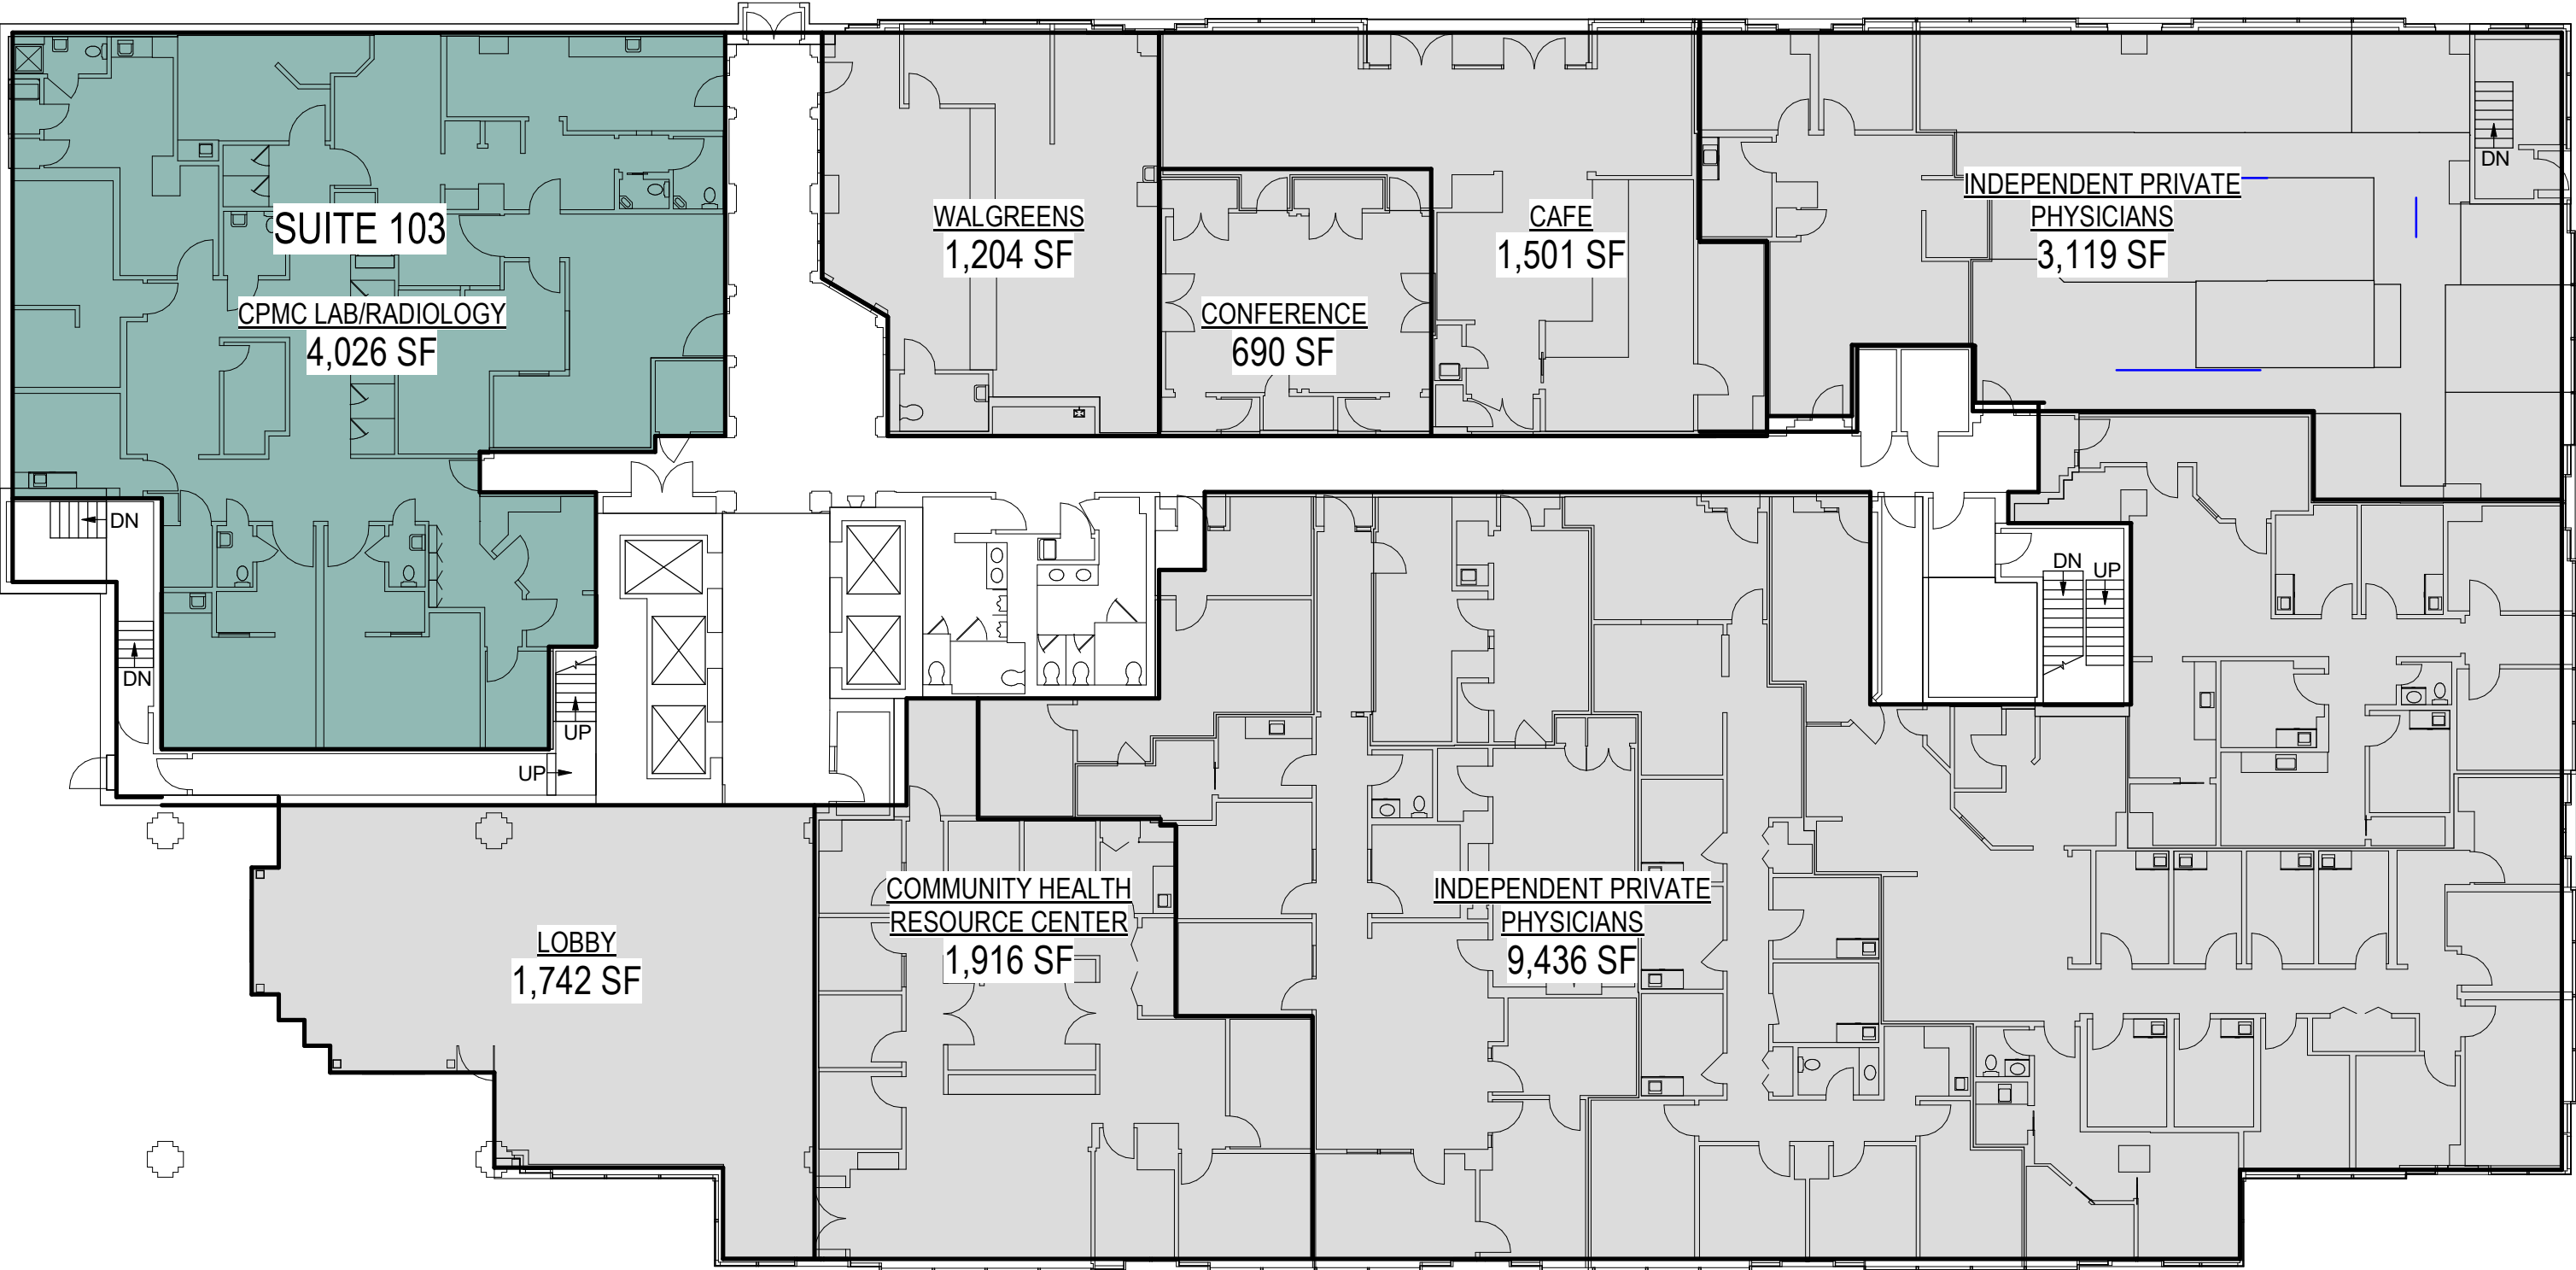 SUITE 103
CPMC LAB/RADIOLOGY
4,026 SF
WALGREENS
1,204 SF
CONFERENCE
690 SF
CAFE
1,501 SF
INDEPENDENT PRIVATE
PHYSICIANS
3,119 SF
DN
DN
DN
UP
UP
DN
UP
LOBBY
1,742 SF
COMMUNITY HEALTH
RESOURCE CENTER
1,916 SF
INDEPENDENT PRIVATE
PHYSICIANS
9,436 SF